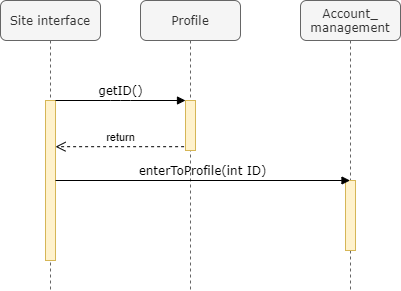 Site interface
Profile
Account_
management
getID()
return
enterToProfile(int ID)